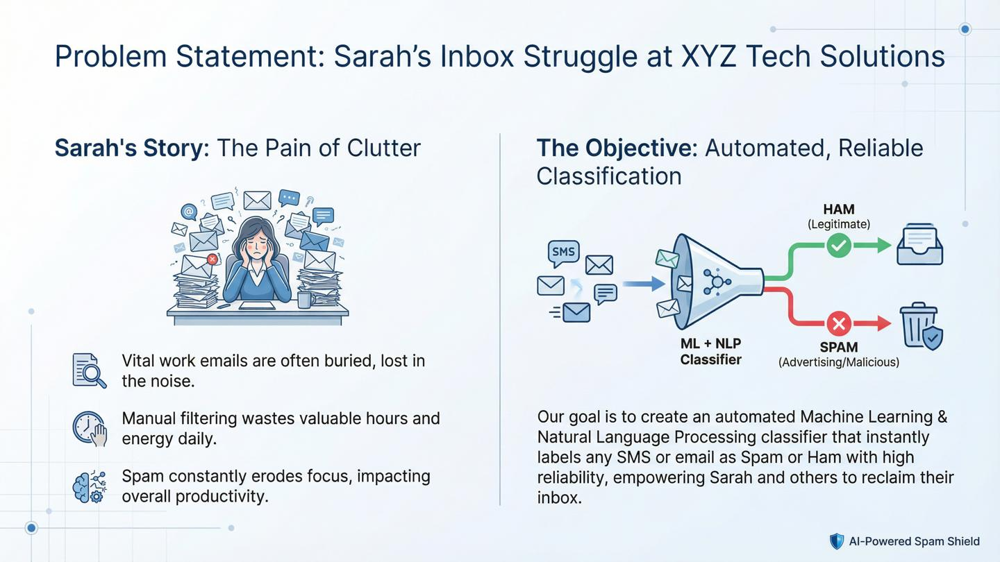 Problem Statement: Sarah’s Inbox Struggle at XYZ Tech Solutions
Sarah's Story: The Pain of Clutter
@
Vital work emails are often buried, lost in
the noise.
Manual filtering wastes valuable hours and
energy daily.
Spam constantly erodes focus, impacting
overall productivity.
The Objective: Automated, Reliable
Classification
SMS
ML + NLP
Classifier
HAM
(Legitimate)
SPAM
(Advertising/Malicious)
Our goal is to create an automated Machine Learning &
Natural Language Processing classifier that instantly
labels any SMS or email as Spam or Ham with high
reliability, empowering Sarah and others to reclaim their
inbox.
AI-Powered Spam Shield